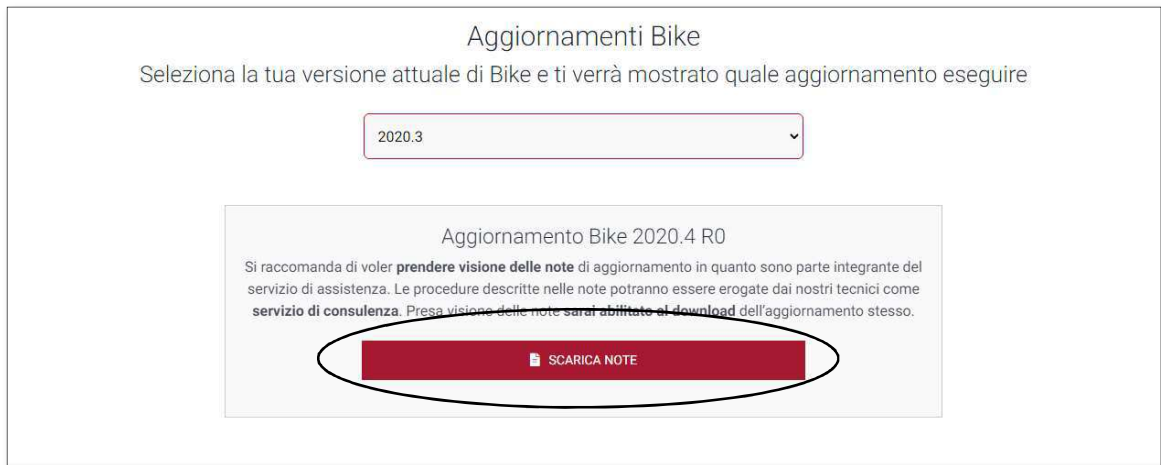 Aggiornamenti Bike
Seleziona la tua versione attuale di Bike e ti verrà mostrato quale aggiornamento eseguire
2020.3
Aggiornamento Bike 2020.4 R0
Si raccomanda di voler prendere visione delle note di aggiornamento in quanto sono parte integrante del
servizio di assistenza. Le procedure descritte nelle note potranno essere erogate dai nostri tecnici come
servizio di consulenza. Presa visione delle note sarai abilitato al download dell'aggiornamento stesso.
SCARICA NOTE